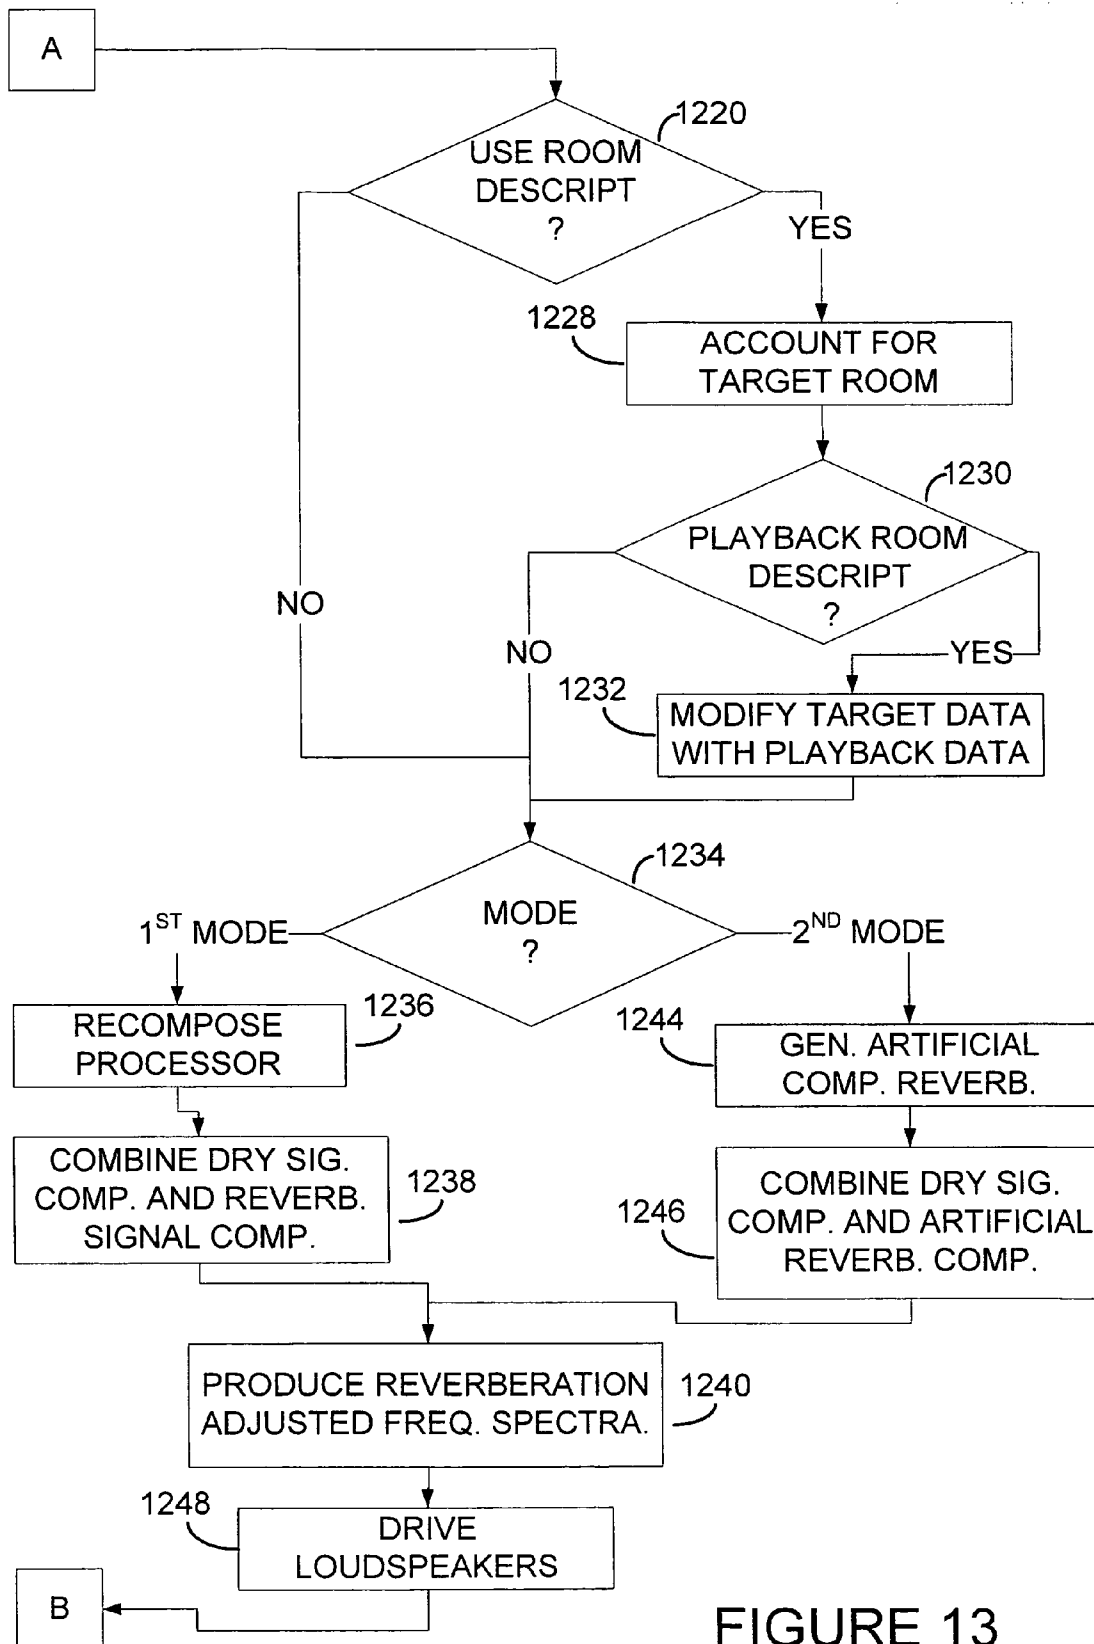 A
1220
USE ROOM
DESCRIPT
?
YES
1228
ACCOUNT FOR
TARGET ROOM
1230
PLAYBACK ROOM
DESCRIPT
?
NO
NO
YES
1232
MODIFY TARGET DATA
WITH PLAYBACK DATA
1234
MODE
?
1ST MODE
2ND MODE
RECOMPOSE
PROCESSOR
1236
1244
GEN. ARTIFICIAL
COMP. REVERB.
COMBINE DRY SIG.
COMP. AND REVERB.
SIGNAL COMP.
1238
1246
COMBINE DRY SIG.
COMP. AND ARTIFICIAL
REVERB. COMP.
PRODUCE REVERBERATION
ADJUSTED FREQ. SPECTRA.
1240
1248
DRIVE
LOUDSPEAKERS
B
FIGURE 13